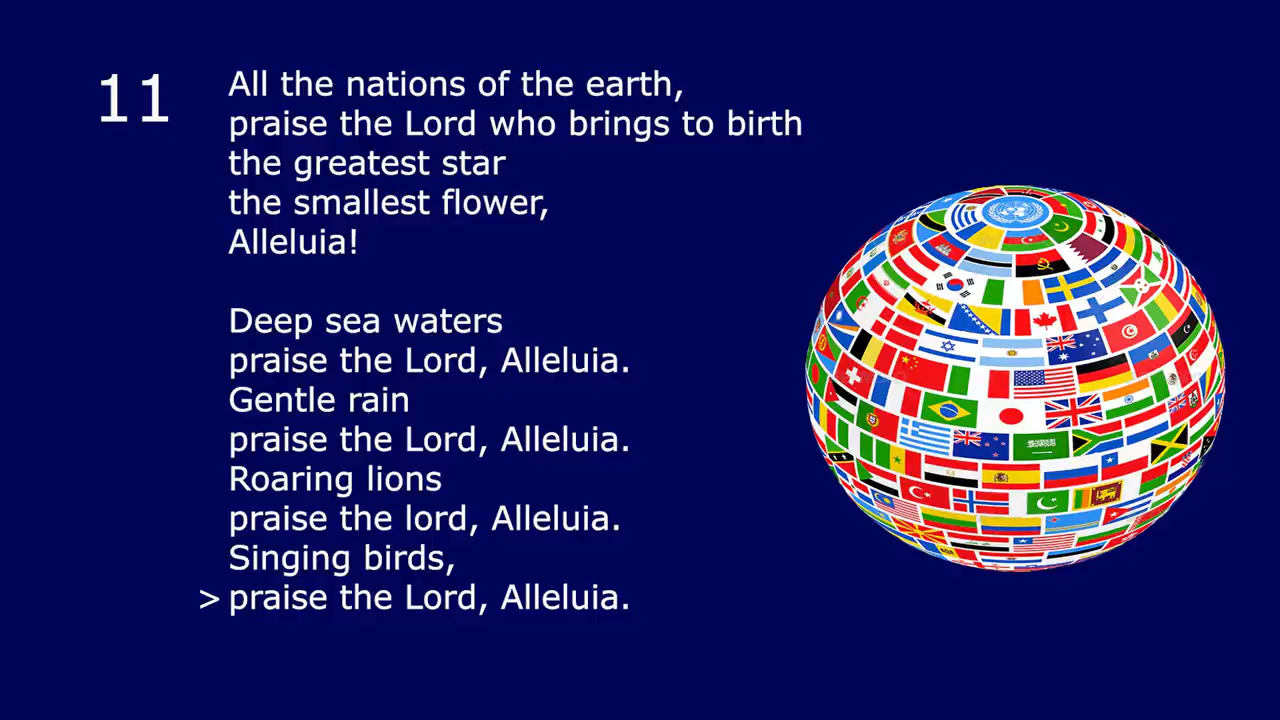 11
All the nations of the earth,
praise the Lord who brings to birth
the greatest star
the smallest flower,
Alleluia!
Deep sea waters
praise the Lord, Alleluia.
Gentle rain
praise the Lord, Alleluia.
Roaring lions
praise the lord, Alleluia.
Singing birds,
> praise the Lord, Alleluia.